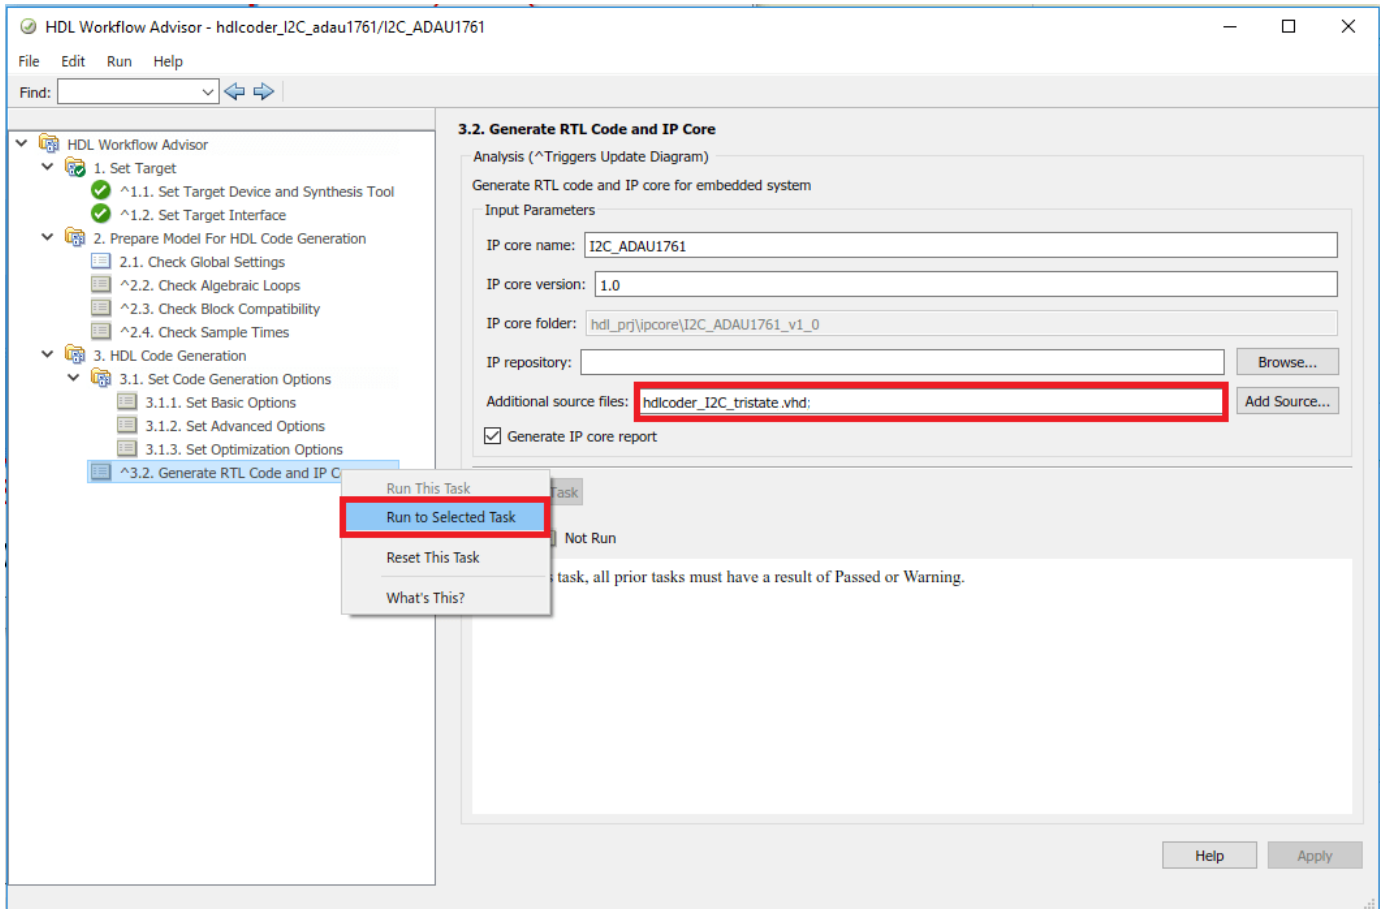 HDL Workflow Advisor - hdlcoder_I2C_adau1761/I2C_ADAU1761
File Edit Run Help
Find:
HDL Workflow Advisor
1. Set Target
^1.1. Set Target Device and Synthesis Tool
^1.2. Set Target Interface
2. Prepare Model For HDL Code Generation
2.1. Check Global Settings
^2.2. Check Algebraic Loops
^2.3. Check Block Compatibility
^2.4. Check Sample Times
3. HDL Code Generation
3.1. Set Code Generation Options
3.1.1. Set Basic Options
3.1.2. Set Advanced Options
3.1.3. Set Optimization Options
^3.2. Generate RTL Code and IP C
Run This Task
Run to Selected Task
Reset This Task
What's This?
3.2. Generate RTL Code and IP Core
Analysis (^Triggers Update Diagram)
Generate RTL code and IP core for embedded system
Input Parameters
IP core name: I2C_ADAU1761
IP core version: 1.0
IP core folder: hdl_prj\ipcore\I2C_ADAU1761_v1_0
IP repository: Browse...
Additional source files: hdlcoder_I2C_tristate.vhd; Add Source...
Generate IP core report
Task
Not Run
task, all prior tasks must have a result of Passed or Warning.
Help Apply